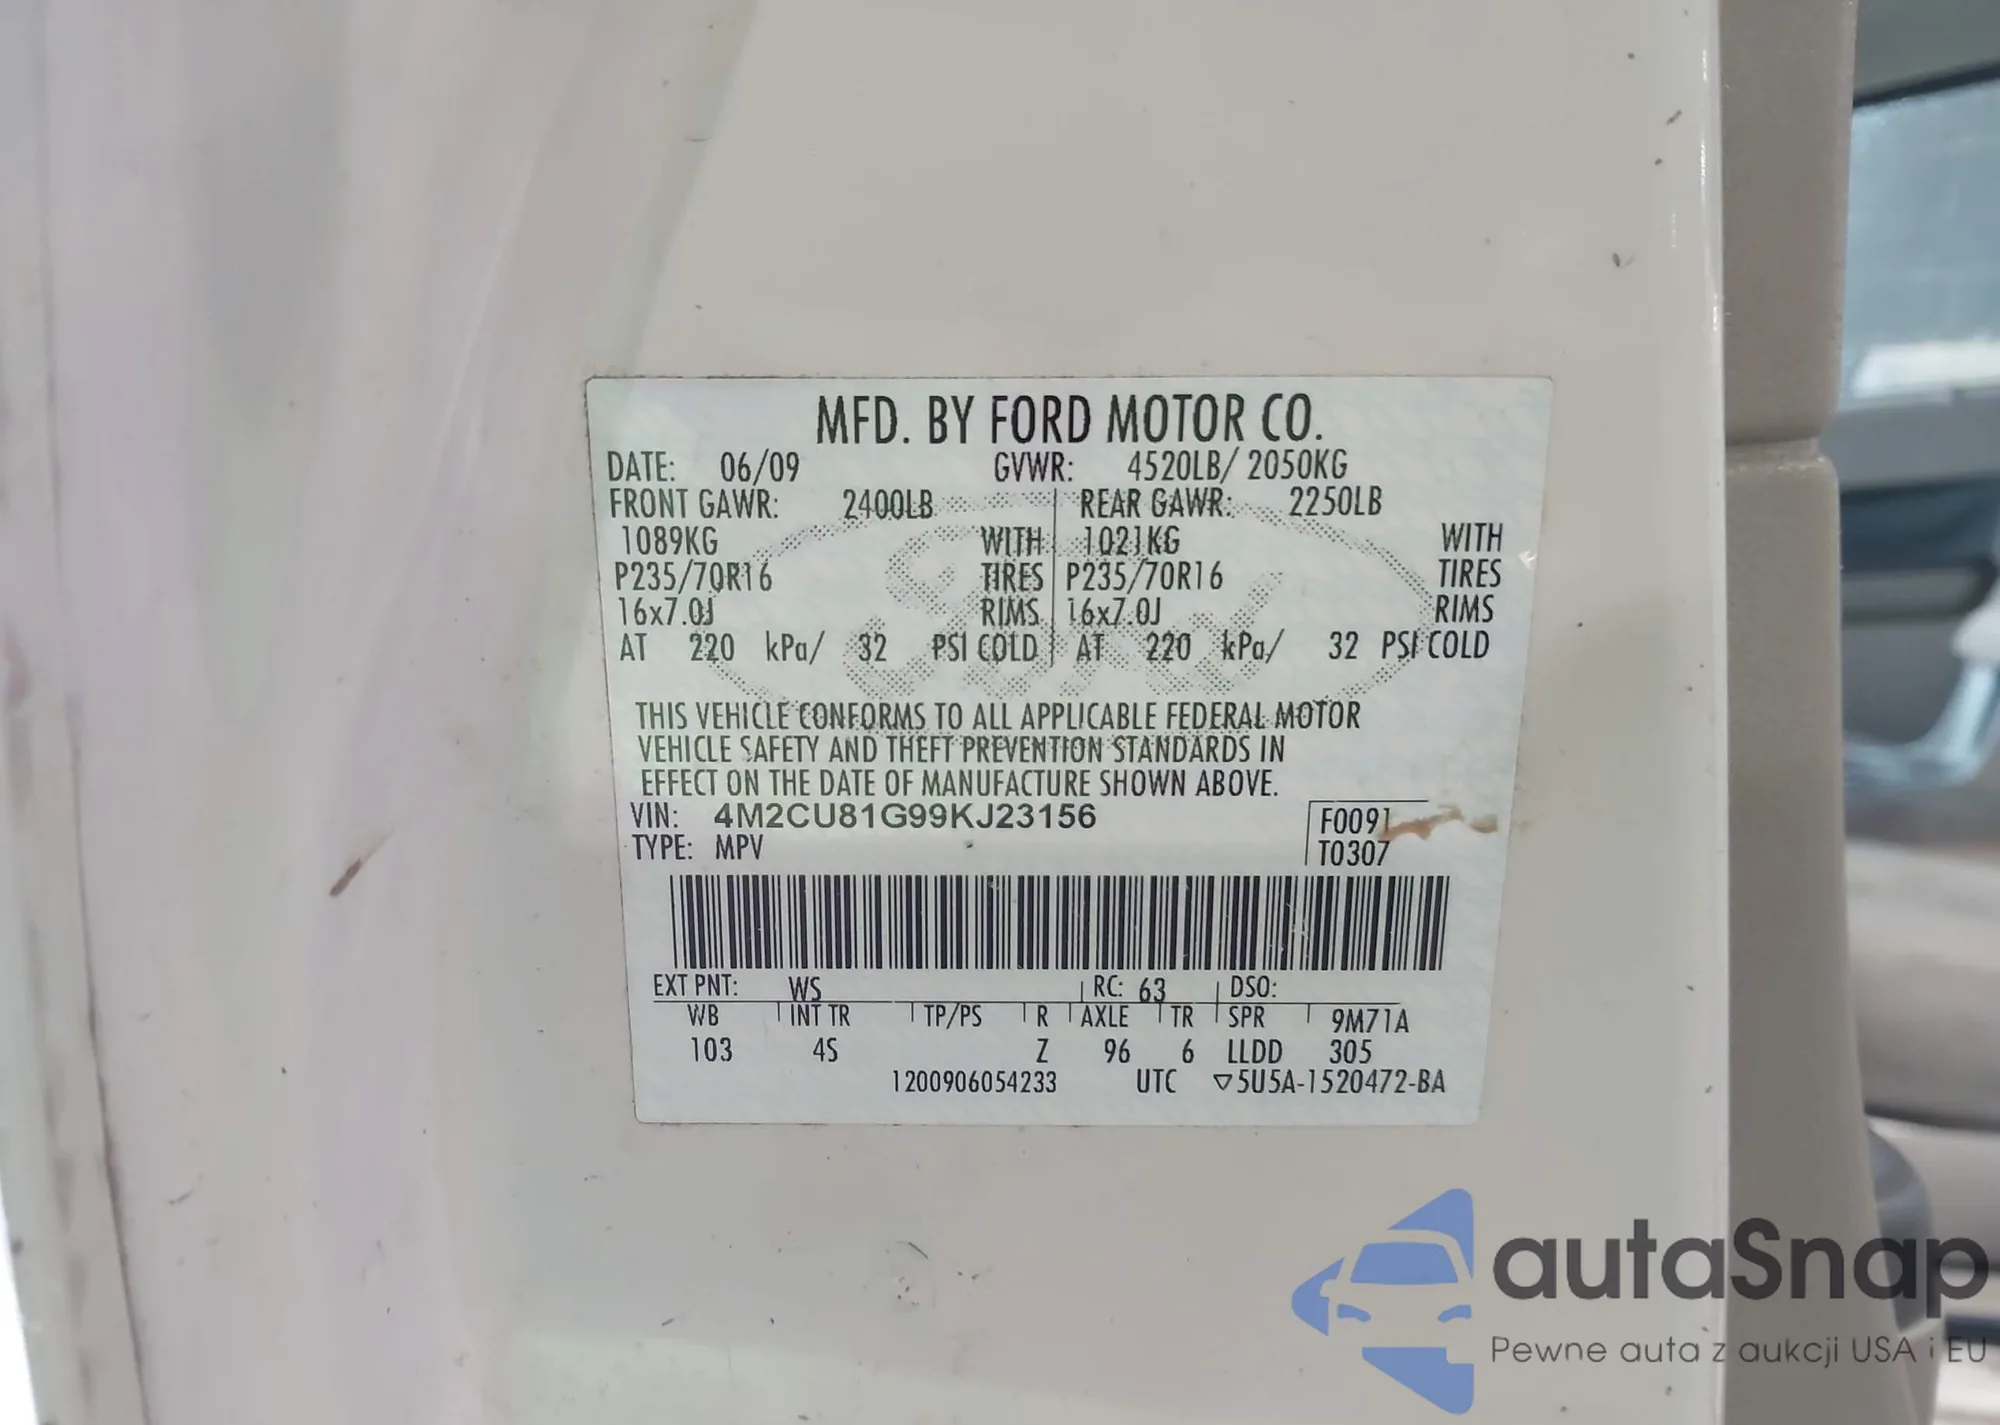 MFD. BY FORD MOTOR CO.
DATE: 06/09 GVWR: 4520LB/ 2050KG
FRONT GAWR: 2400LB REAR GAWR: 2250LB
1089KG WITH 1021KG WITH
P235/70R16 TIRES P235/70R16 TIRES
16x7.0J RIMS 16x7.0J RIMS
AT 220 kPa/ 32 PSI COLD AT 220 kPa/ 32 PSI COLD
THIS VEHICLE CONFORMS TO ALL APPLICABLE FEDERAL MOTOR
VEHICLE SAFETY AND THEFT PREVENTION STANDARDS IN
EFFECT ON THE DATE OF MANUFACTURE SHOWN ABOVE.
VIN: 4M2CU81G99KJ23156 F0091
TYPE: MPV T0307
EXT PNT: WS RC: 63 DSO:
WB INT TR TP/PS R AXLE TR SPR 9M71A
103 4S Z 96 6 LLDD 305
1200906054233 UTC ▽5U5A-1520472-BA
Ford
autaSnap
Pewne auta z aukcji USA i EU